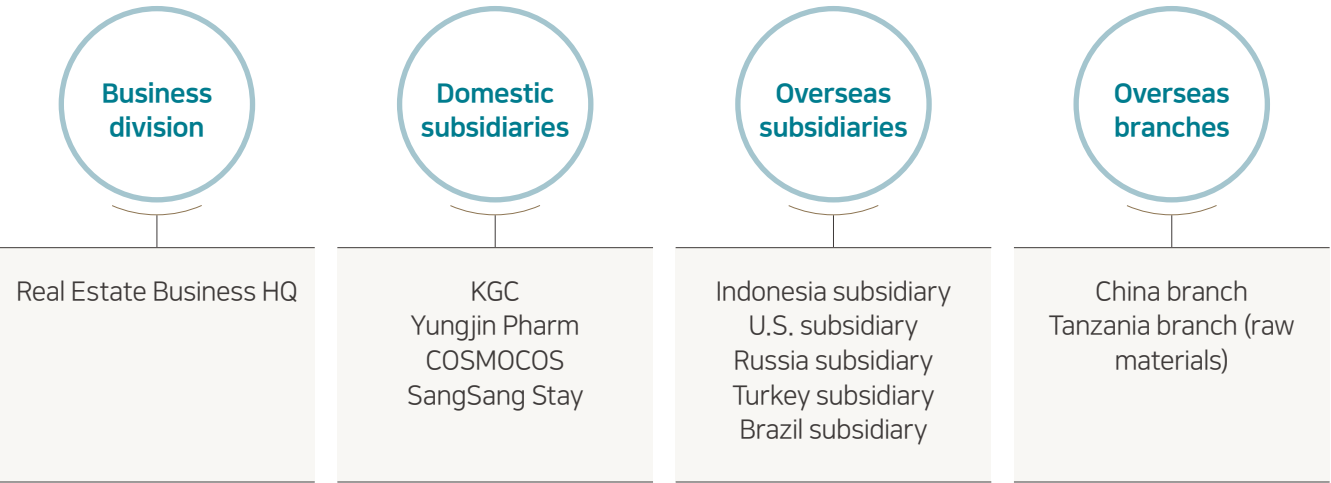 Business
division
Real Estate Business HQ
Domestic
subsidiaries
KGC
Yungjin Pharm
COSMOCOS
SangSang Stay
Overseas
subsidiaries
Indonesia subsidiary
U.S. subsidiary
Russia subsidiary
Turkey subsidiary
Brazil subsidiary
Overseas
branches
China branch
Tanzania branch (raw
materials)